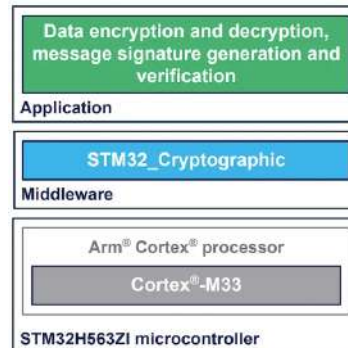 Data encryption and decryption,
message signature generation and
verification
Application
STM32_Cryptographic
Middleware
Arm® Cortex® processor
Cortex®-M33
STM32H563ZI microcontroller